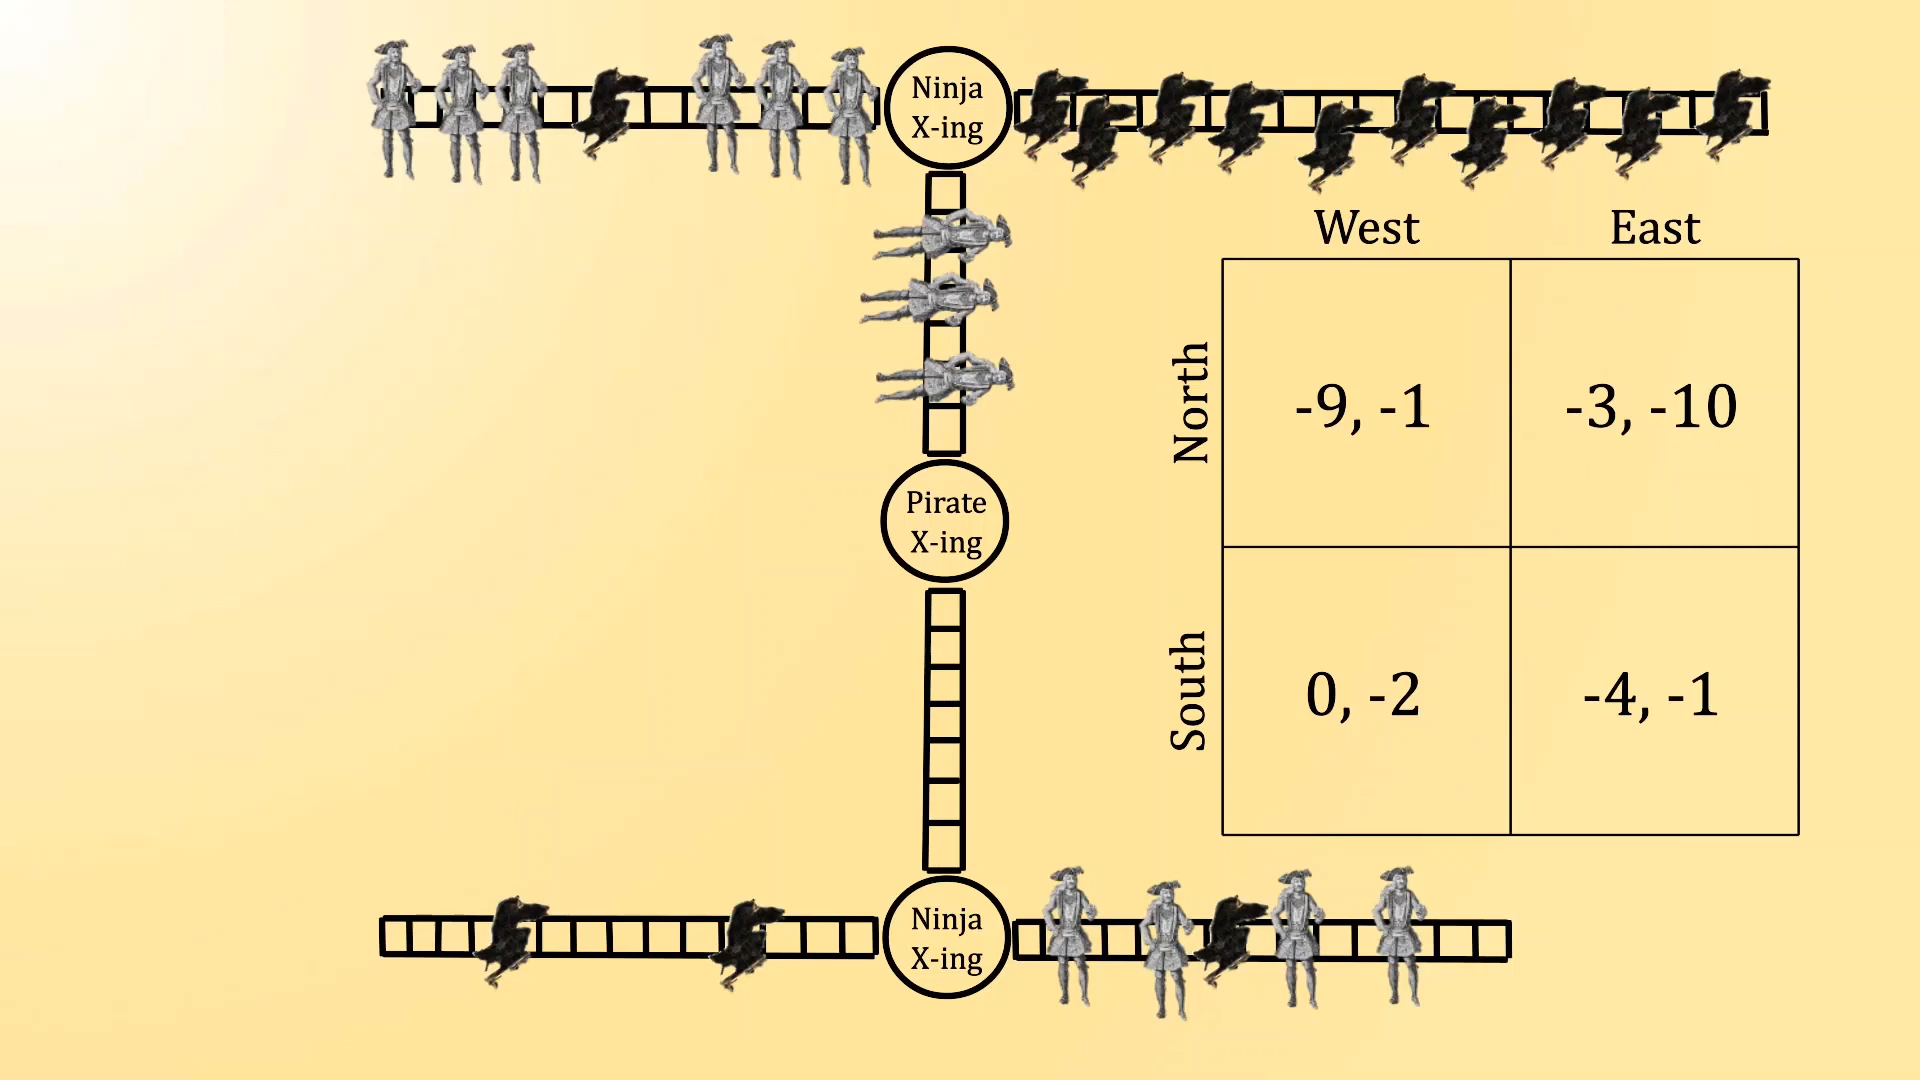 Ninja
X-ing
West East
North
-9, -1 -3, -10
Pirate
X-ing
South
0, -2 -4, -1
Ninja
X-ing